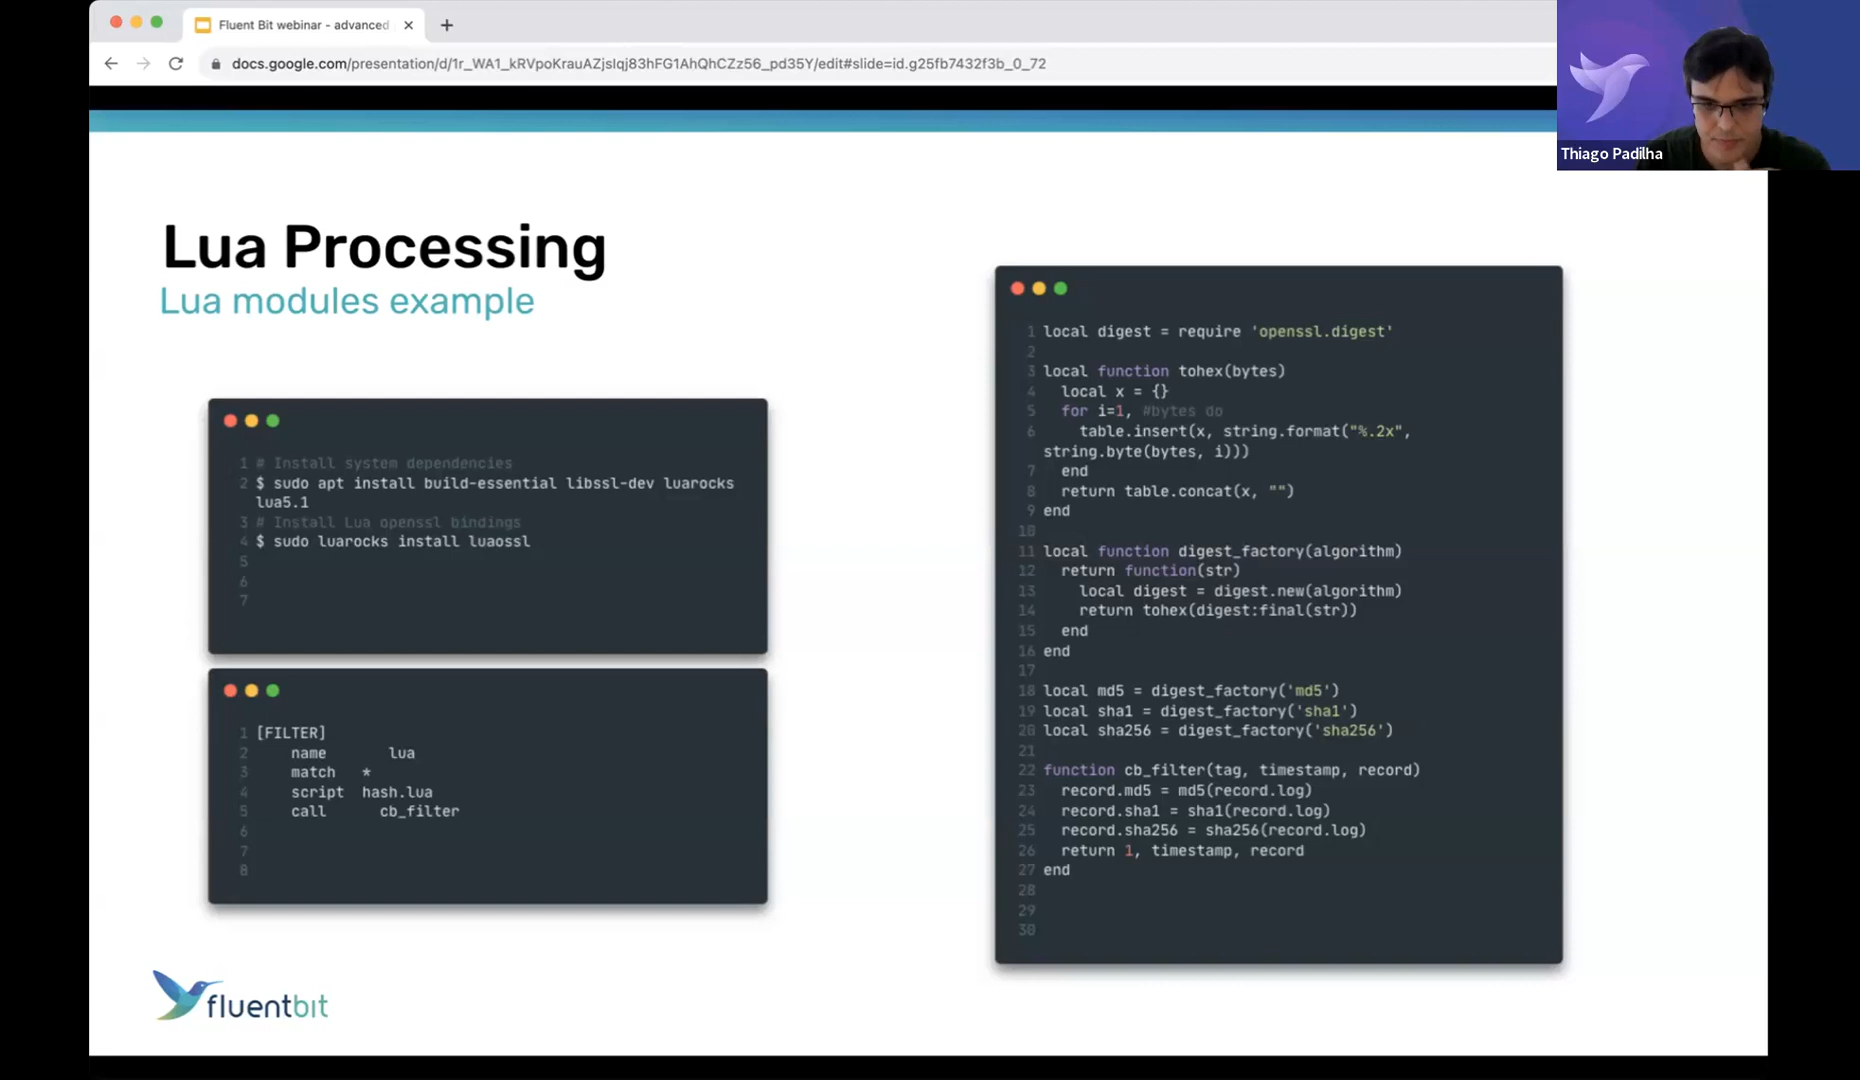 Fluent Bit webinar - advanced
docs.google.com/presentation/d/1r_WA1_kRVpoKrauAZjsIqj83hFG1AhQhCZz56_pd35Y/edit#slide=id.g25fb7432f3b_0_72
Thiago Padilha
Lua Processing
Lua modules example
1 # Install system dependencies
2 $ sudo apt install build-essential libssl-dev luarocks
lua5.1
3 # Install Lua openssl bindings
4 $ sudo luarocks install luaossl
5
6
7
1 [FILTER]
2 name lua
3 match *
4 script hash.lua
5 call cb_filter
6
7
8
1 local digest = require 'openssl.digest'
2
3 local function tohex(bytes)
4 local x = {}
5 for i=1, #bytes do
6 table.insert(x, string.format("%.2x",
string.byte(bytes, i)))
7 end
8 return table.concat(x, "")
9 end
10
11 local function digest_factory(algorithm)
12 return function(str)
13 local digest = digest.new(algorithm)
14 return tohex(digest:final(str))
15 end
16 end
17
18 local md5 = digest_factory('md5')
19 local sha1 = digest_factory('sha1')
20 local sha256 = digest_factory('sha256')
21
22 function cb_filter(tag, timestamp, record)
23 record.md5 = md5(record.log)
24 record.sha1 = sha1(record.log)
25 record.sha256 = sha256(record.log)
26 return 1, timestamp, record
27 end
28
29
30
fluentbit